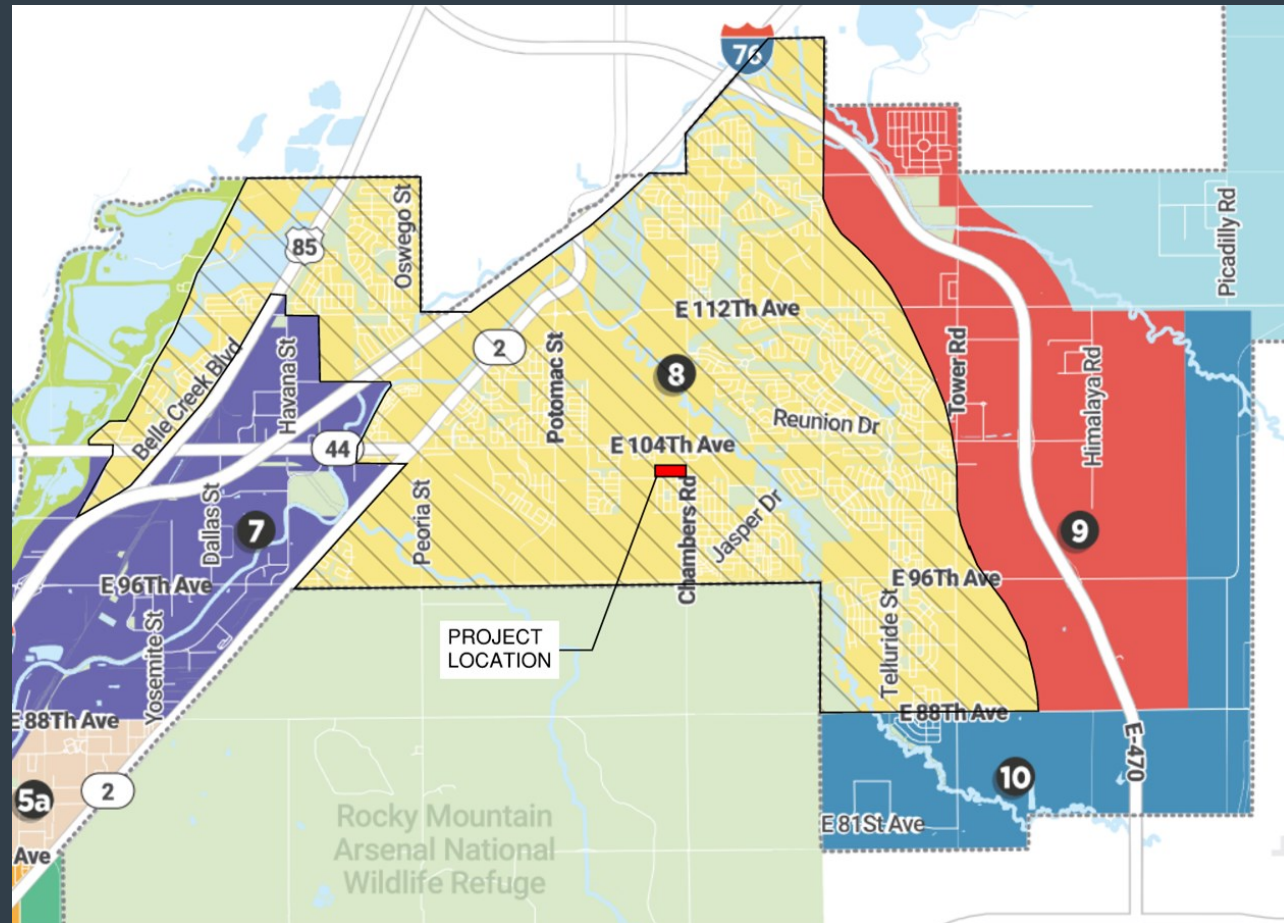 76
85
Oswego St
Picadilly Rd
E 112Th Ave
2
Potomac St
8
Tower Rd
Himalaya Rd
Havana St
Belle Creek Blvd
Reunion Dr
E 104Th Ave
44
Dallas St
7
Peoria St
Chambers Rd
Jasper Dr
9
E 96Th Ave
E 96Th Ave
Yosemite St
PROJECT
LOCATION
Telluride St
E 88Th Ave
E 88Th Ave
E-470
10
5a
2
E 81St Ave
Ave
Rocky Mountain
Arsenal National
Wildlife Refuge